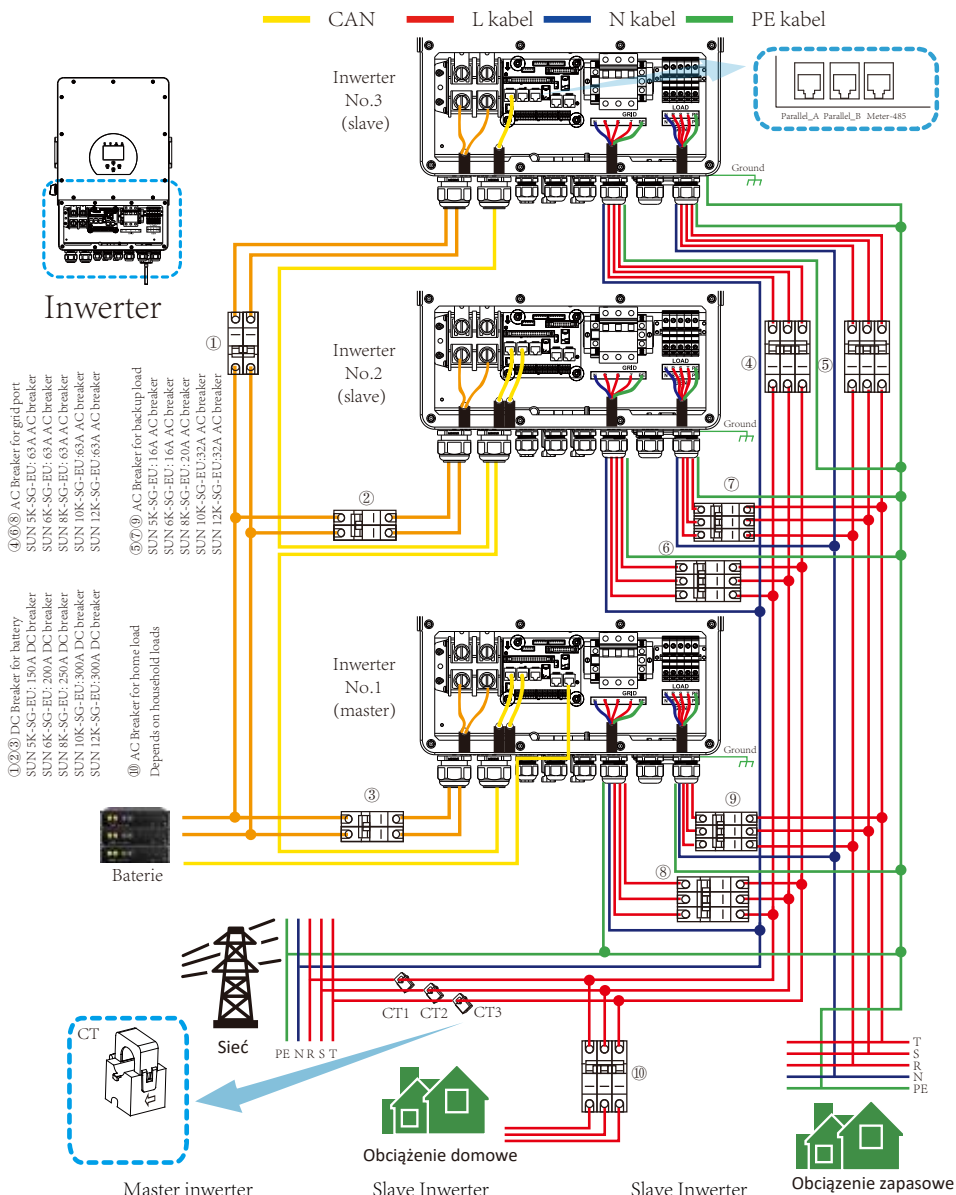 CAN L kabel N kabel PE kabel
Inwerter
No.3
(slave)
GRID
LOAD
Parallel_A Parallel_B Meter-485
Ground
Inwerter
①
Inwerter
No.2
(slave)
GRID
LOAD
Ground
④
⑤
②
⑦
⑥
④⑥⑧ AC Breaker for grid port
SUN 5K-SG-EU: 63A AC breaker
SUN 6K-SG-EU: 63A AC breaker
SUN 8K-SG-EU: 63A AC breaker
SUN 10K-SG-EU:63A AC breaker
SUN 12K-SG-EU:63A AC breaker
⑤⑦⑨ AC Breaker for backup load
SUN 5K-SG-EU: 16A AC breaker
SUN 6K-SG-EU: 16A AC breaker
SUN 8K-SG-EU: 20A AC breaker
SUN 10K-SG-EU:32A AC breaker
SUN 12K-SG-EU:32A AC breaker
①②③ DC Breaker for battery
SUN 5K-SG-EU: 150A DC breaker
SUN 6K-SG-EU: 200A DC breaker
SUN 8K-SG-EU: 250A DC breaker
SUN 10K-SG-EU:300A DC breaker
SUN 12K-SG-EU:300A DC breaker
⑩ AC Breaker for home load
Depends on household loads
Inwerter
No.1
(master)
GRID
LOAD
Ground
③
⑨
⑧
Baterie
CT1 CT2 CT3
Sieć
PE N R S T
CT
⑩
T
S
R
N
PE
Obciążenie domowe
Obciążenie zapasowe
Master inwerter Slave Inwerter Slave Inwerter